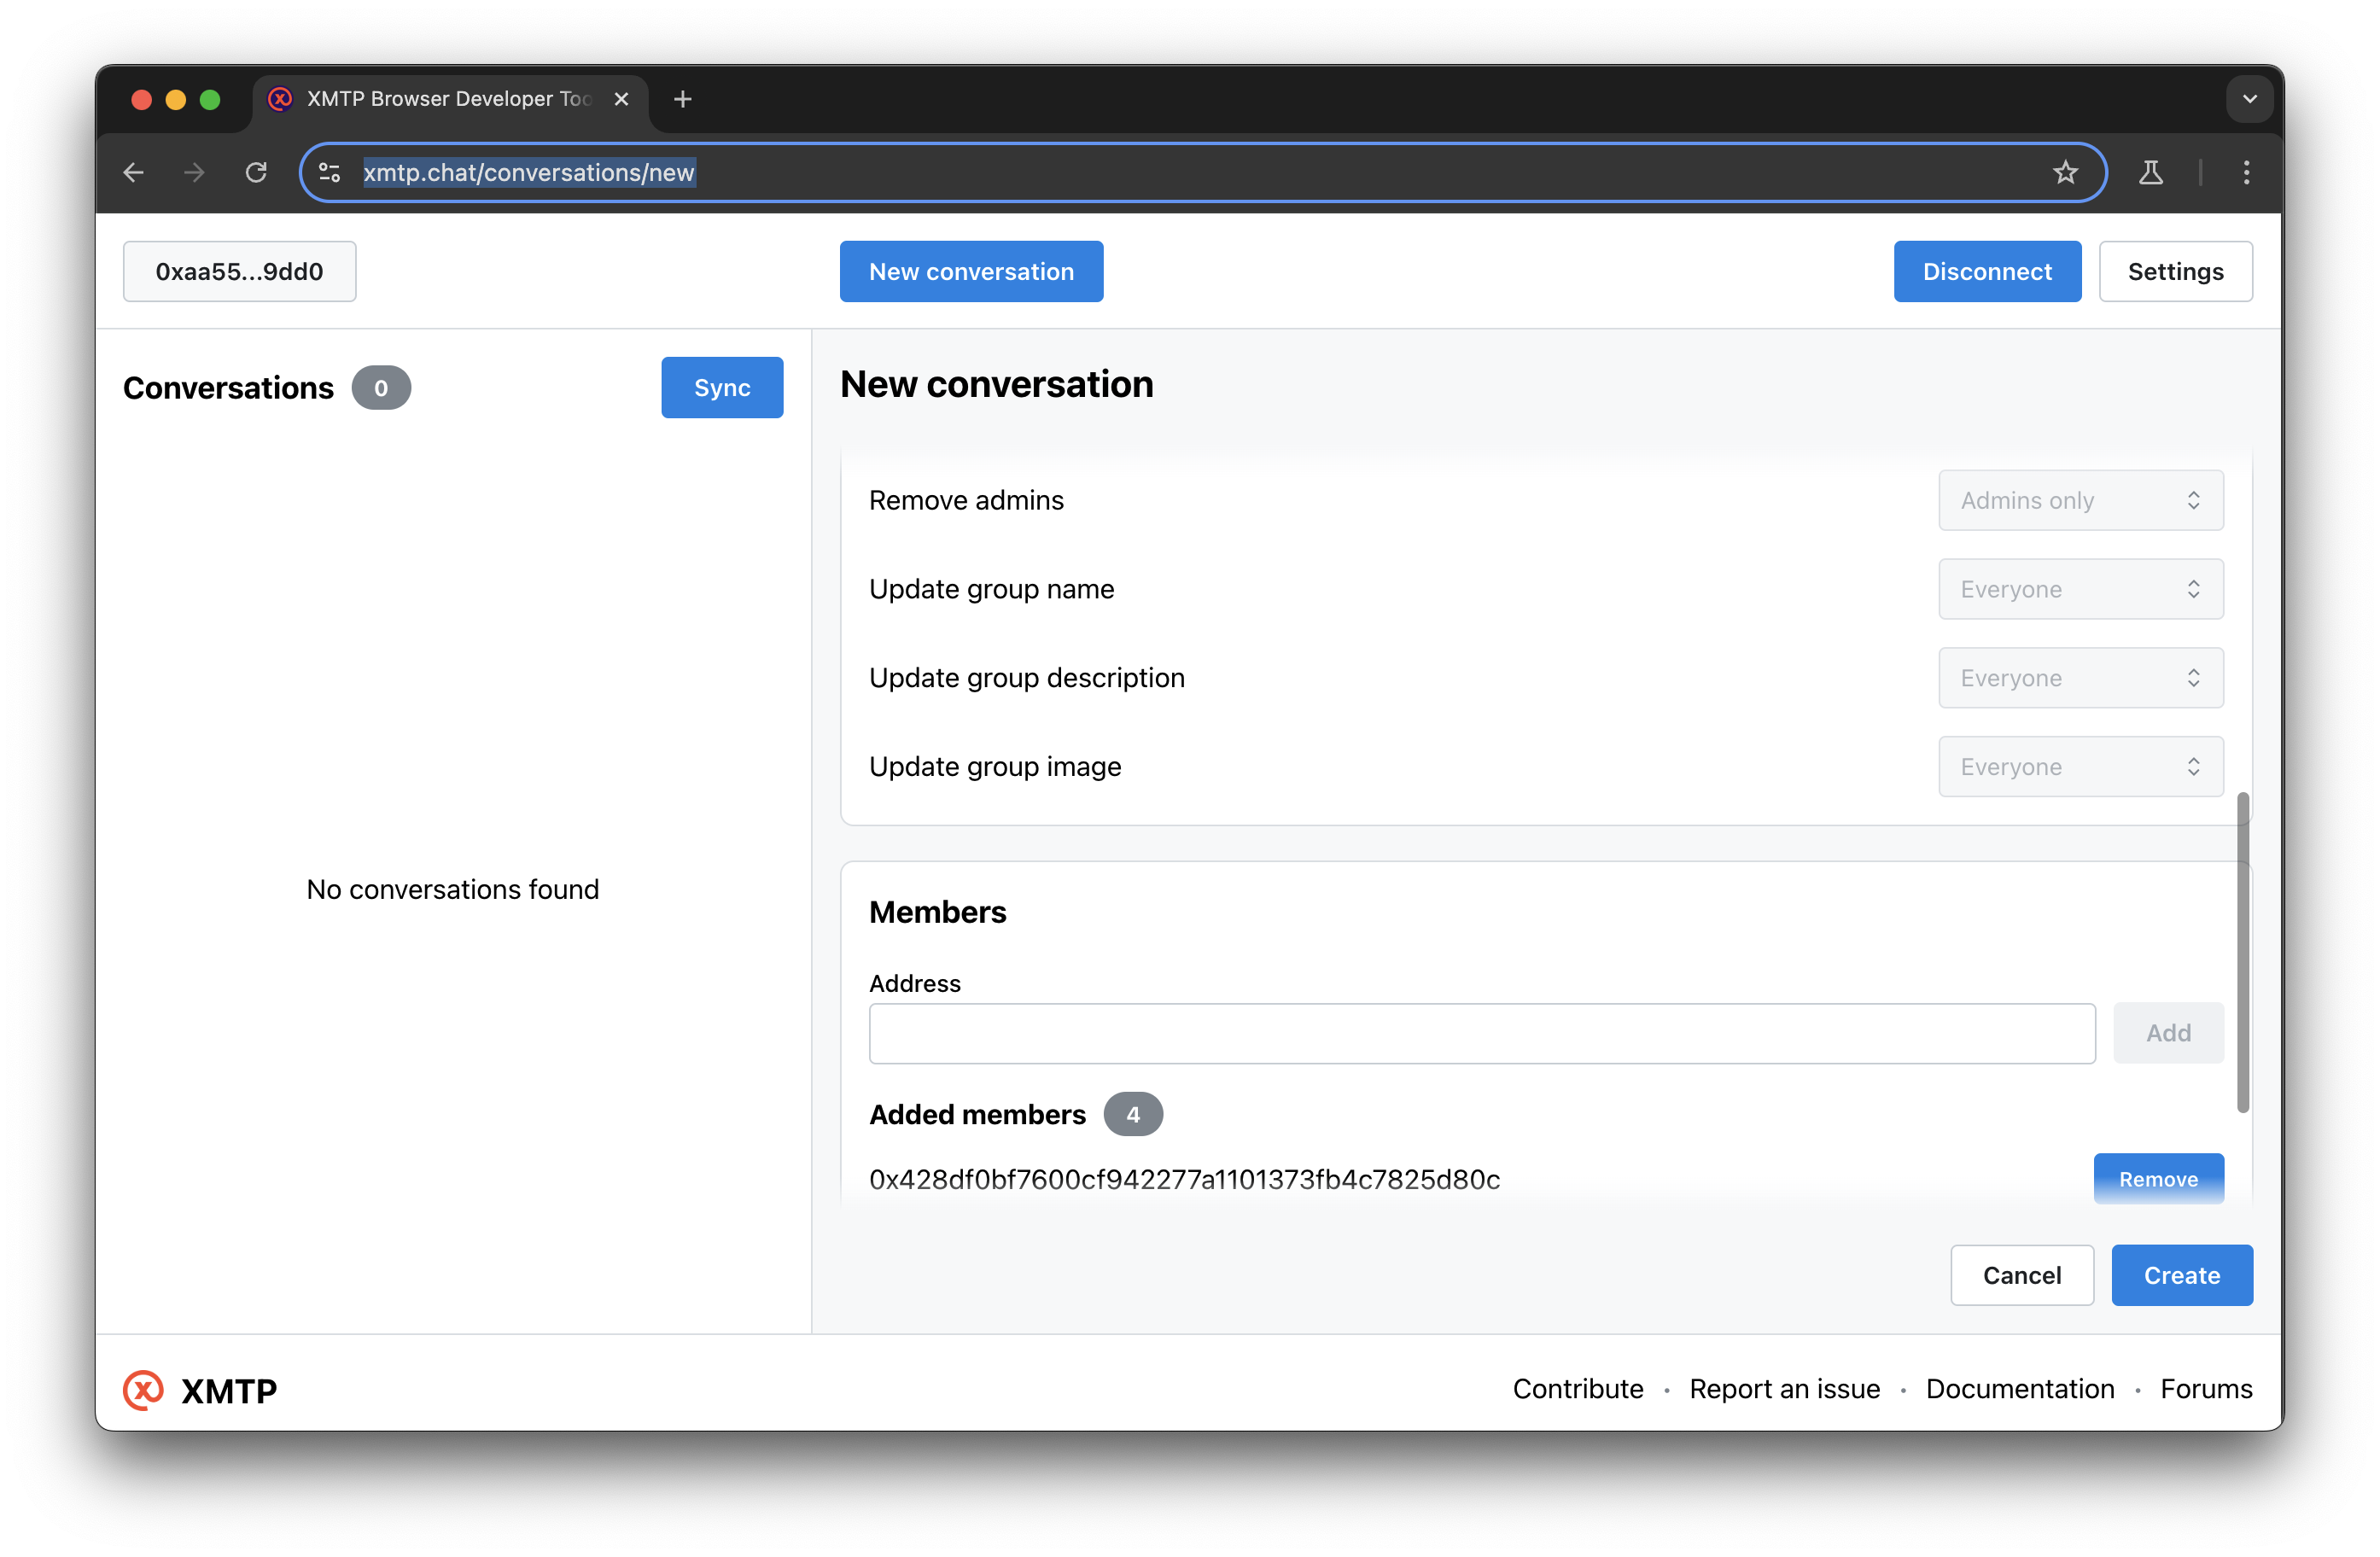 XMTP Browser Developer Too
xmtp.chat/conversations/new
0xaa55...9dd0
New conversation
Disconnect
Settings
Conversations 0
Sync
New conversation
Remove admins
Admins only
Update group name
Everyone
Update group description
Everyone
Update group image
Everyone
Members
Address
Add
Added members 4
0x428df0bf7600cf942277a1101373fb4c7825d80c
Remove
No conversations found
Cancel
Create
XMTP
Contribute · Report an issue · Documentation · Forums